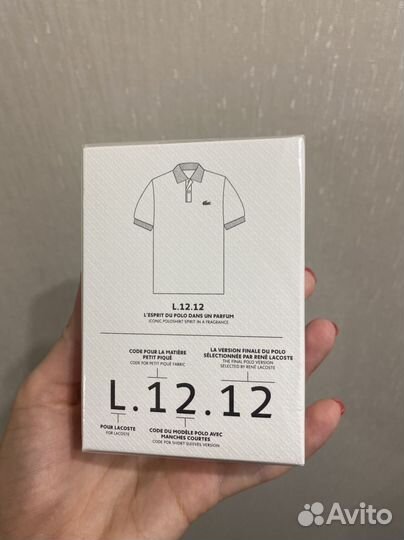 L.12.12
L'ESPRIT DU POLO DANS UN PARFUM
ICONIC POLOSHIRT SPIRIT IN A FRAGRANCE
CODE POUR LA MATIÈRE
PETIT PIQUÉ
CODE FOR PETIT PIQUÉ FABRIC
LA VERSION FINALE DU POLO
SÉLECTIONNÉE PAR RENÉ LACOSTE
THE FINAL POLO VERSION
SELECTED BY RENÉ LACOSTE
L.12.12
POUR LACOSTE
FOR LACOSTE
CODE DU MODÈLE POLO AVEC
MANCHES COURTES
CODE FOR SHORT SLEEVES VERSION
Avito